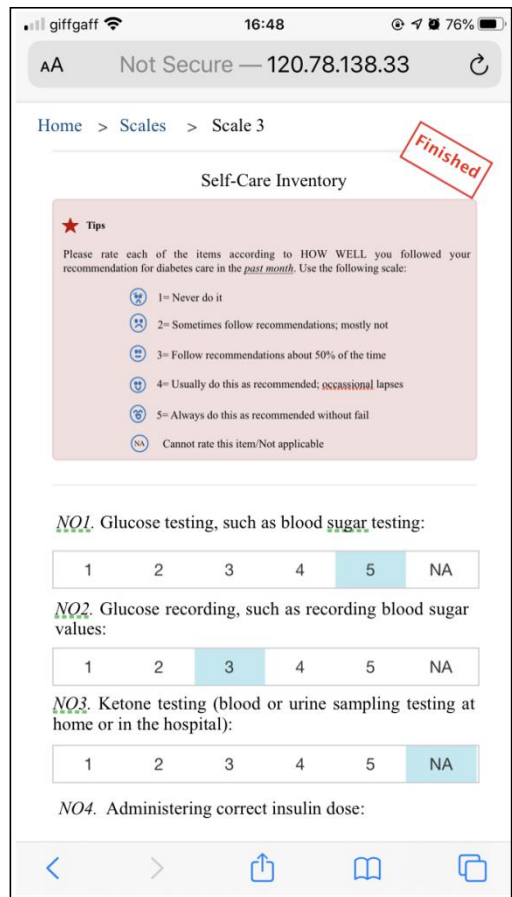 giffgaff 16:48 76%
AA Not Secure — 120.78.138.33
Home > Scales > Scale 3
Finished
Self-Care Inventory
Tips
Please rate each of the items according to HOW WELL you followed your
recommendation for diabetes care in the past month. Use the following scale:
1= Never do it
2= Sometimes follow recommendations; mostly not
3= Follow recommendations about 50% of the time
4= Usually do this as recommended; occassional lapses
5= Always do this as recommended without fail
NA Cannot rate this item/Not applicable
NO1. Glucose testing, such as blood sugar testing:
1 2 3 4 5 NA
NO2. Glucose recording, such as recording blood sugar
values:
1 2 3 4 5 NA
NO3. Ketone testing (blood or urine sampling testing at
home or in the hospital):
1 2 3 4 5 NA
NO4. Administering correct insulin dose: